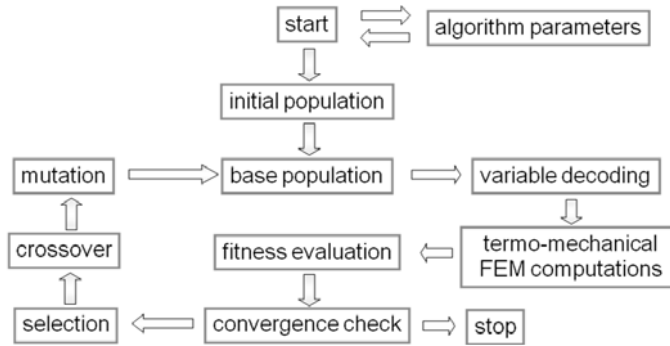 start
algorithm parameters
initial population
mutation
base population
variable decoding
crossover
fitness evaluation
termo-mechanical
FEM computations
selection
convergence check
stop